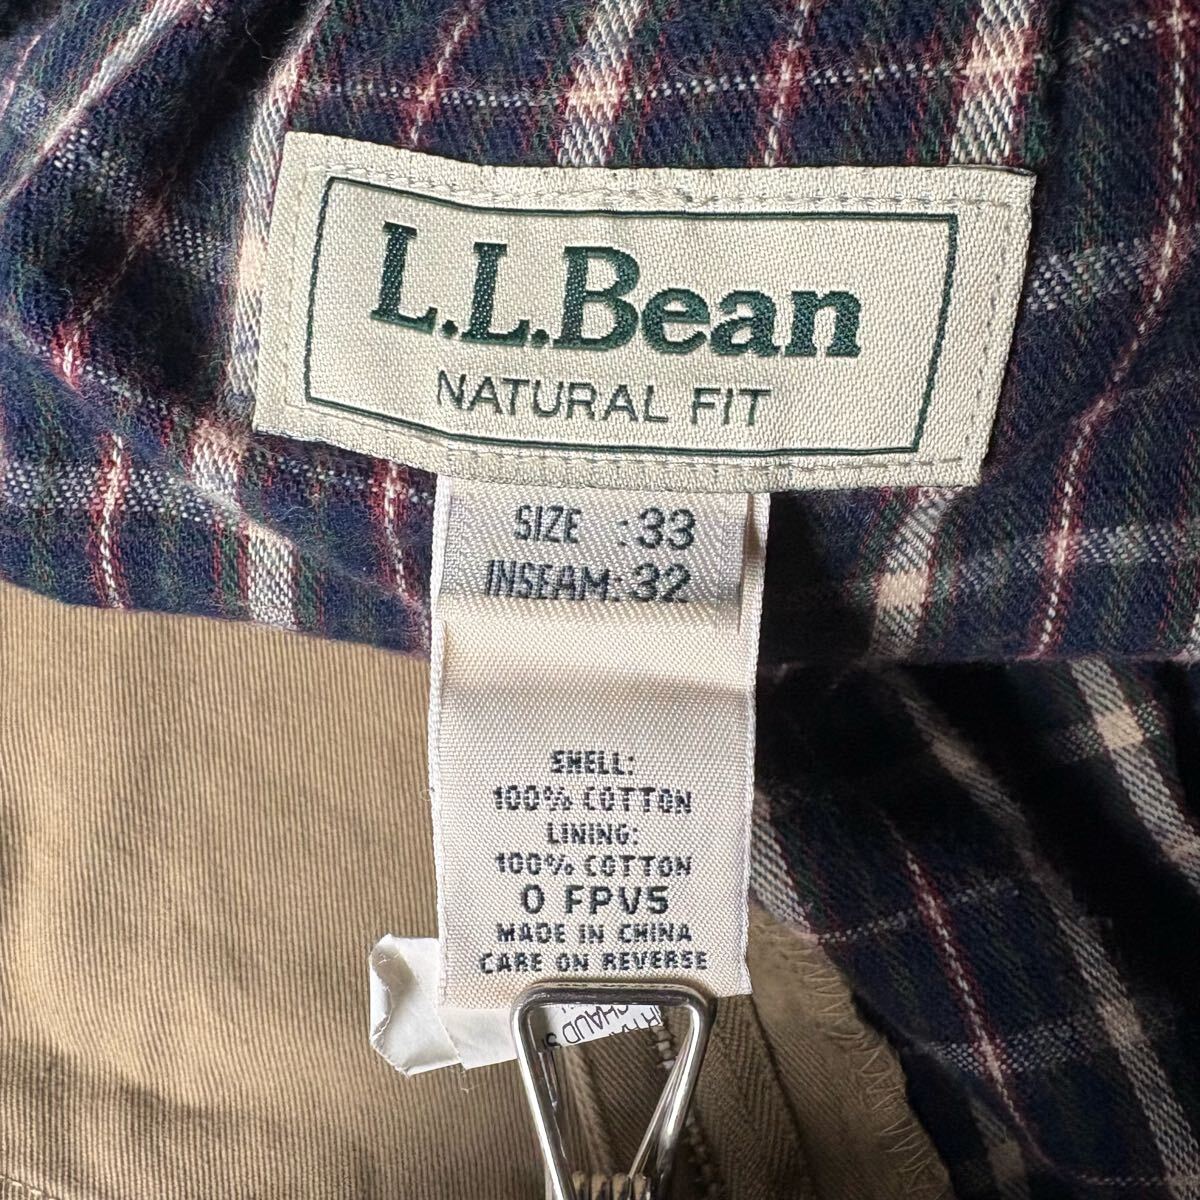 L.L.Bean
NATURAL FIT
SIZE :33
INSEAM:32
SHELL:
100% COTTON
LINING:
100% COTTON
0 FPV5
MADE IN CHINA
CARE ON REVERSE
CHAUD